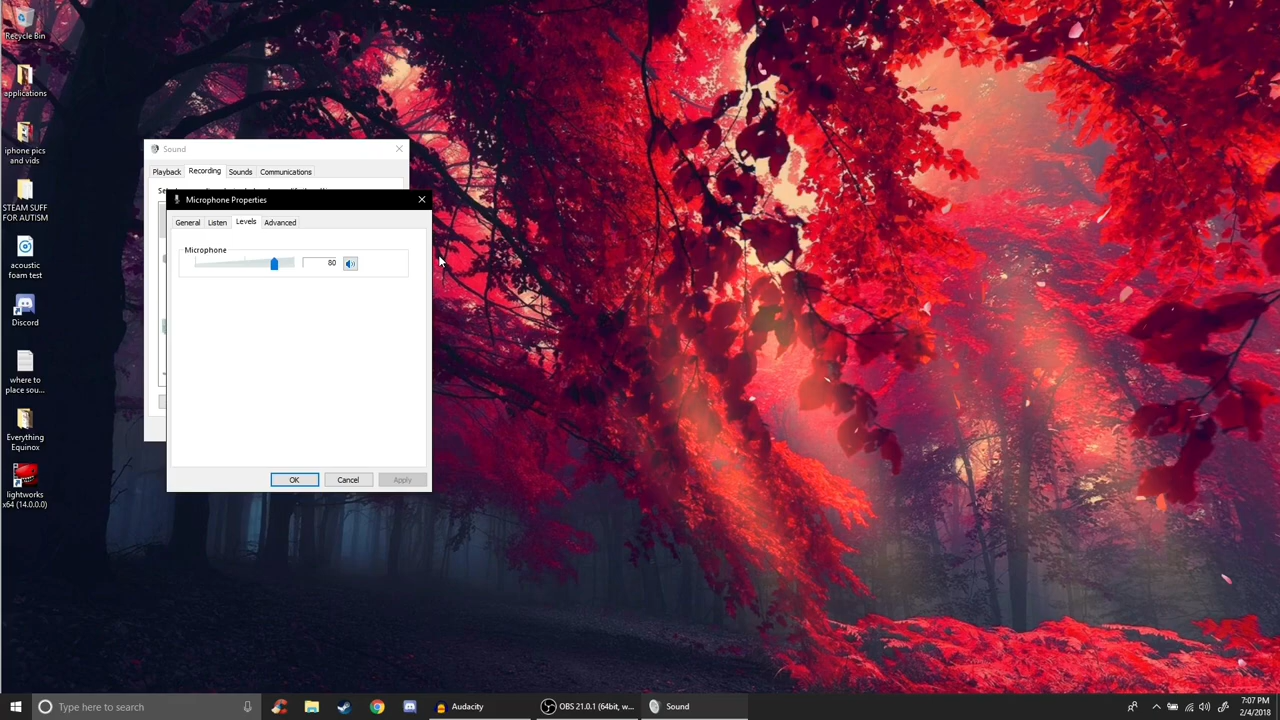 Recycle Bin
applications
iphone pics
and vids
STEAM SUFF
FOR AUTISM
acoustic
foam test
Discord
where to
place sou...
Everything
Equinox
lightworks
x64 (14.0.0.0)
Sound
Playback
Recording
Sounds
Communications
Microphone Properties
General
Listen
Levels
Advanced
Microphone
80
OK
Cancel
Apply
Type here to search
Audacity
OBS 21.0.1 (64bit, w...
Sound
7:07 PM
2/4/2018